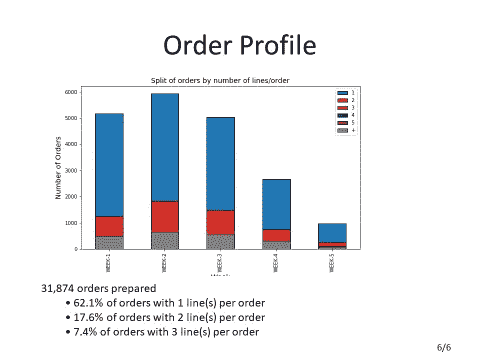 Order Profile
Split of orders by number of lines/order
Number of Orders
6000
5000
4000
3000
2000
1000
0
1
2
3
4
5
+
WEEK-1
WEEK-2
WEEK-3
WEEK-4
WEEK-5
31,874 orders prepared
• 62.1% of orders with 1 line(s) per order
• 17.6% of orders with 2 line(s) per order
• 7.4% of orders with 3 line(s) per order
6/6